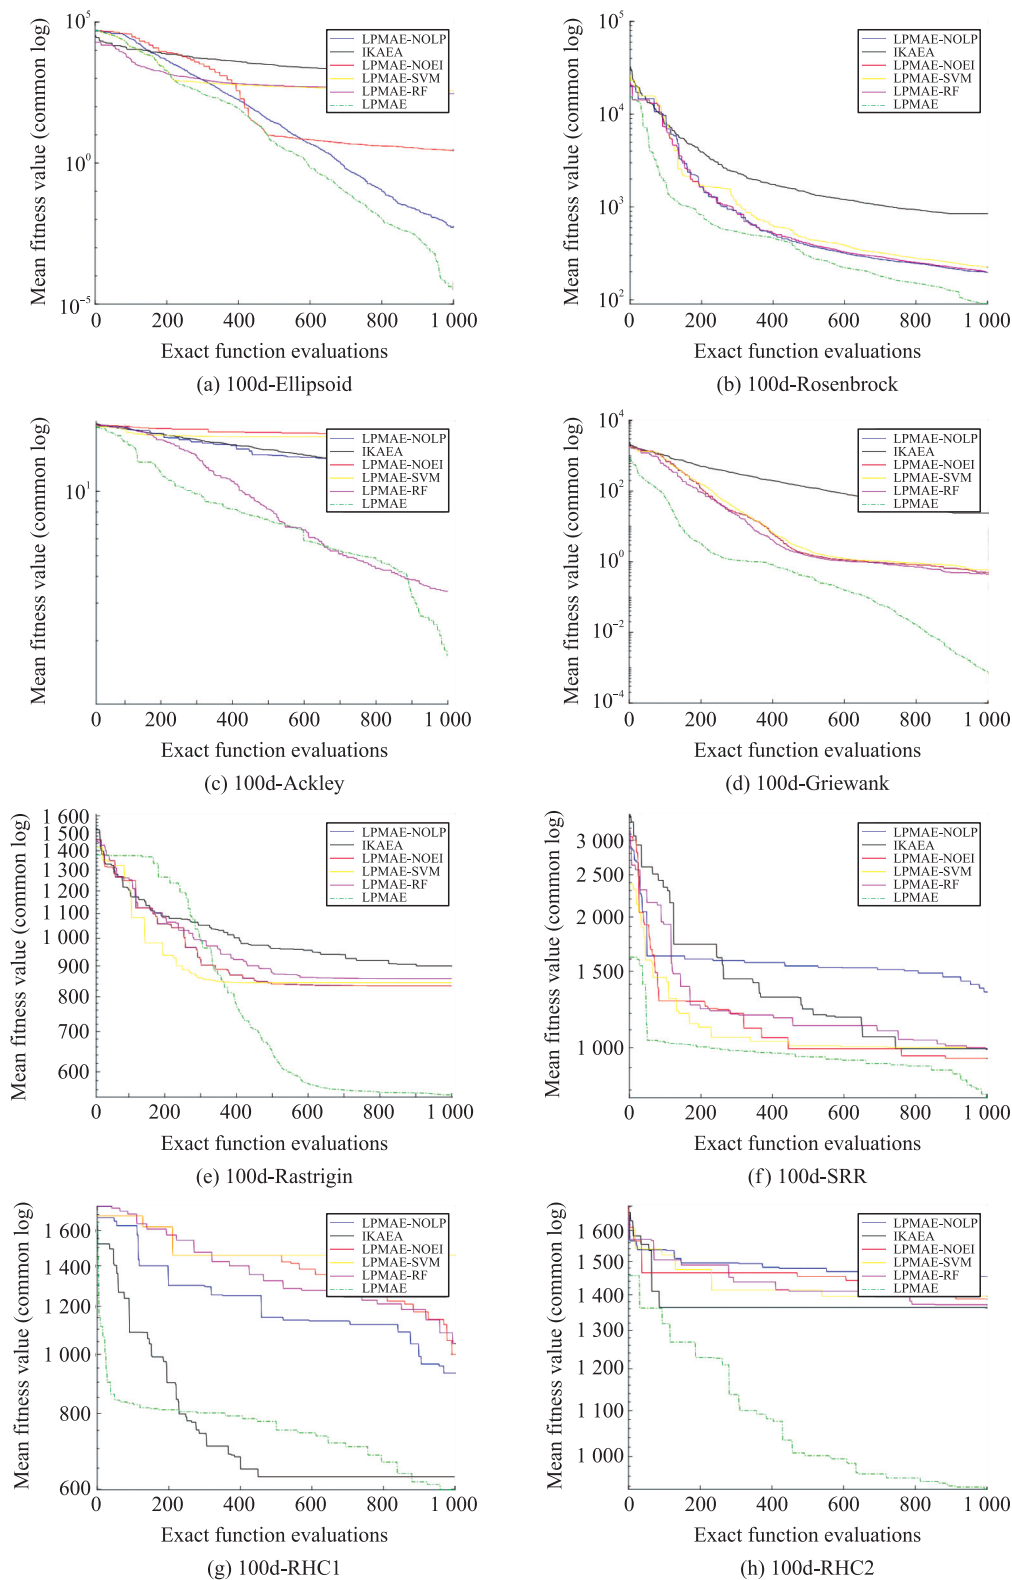 Mean fitness value (common log)
10^5
10^0
10^-5
LPMAE-NOLP
IKAEA
LPMAE-NOEI
LPMAE-SVM
LPMAE-RF
LPMAE
0 200 400 600 800 1 000
Exact function evaluations
(a) 100d-Ellipsoid
Mean fitness value (common log)
10^4
10^3
10^2
LPMAE-NOLP
IKAEA
LPMAE-NOEI
LPMAE-SVM
LPMAE-RF
LPMAE
0 200 400 600 800 1 000
Exact function evaluations
(b) 100d-Rosenbrock
Mean fitness value (common log)
10^1
LPMAE-NOLP
IKAEA
LPMAE-NOEI
LPMAE-SVM
LPMAE-RF
LPMAE
0 200 400 600 800 1 000
Exact function evaluations
(c) 100d-Ackley
Mean fitness value (common log)
10^4
10^2
10^0
10^-2
10^-4
LPMAE-NOLP
IKAEA
LPMAE-NOEI
LPMAE-SVM
LPMAE-RF
LPMAE
0 200 400 600 800 1 000
Exact function evaluations
(d) 100d-Griewank
Mean fitness value (common log)
1 600
1 500
1 400
1 300
1 200
1 100
1 000
900
800
700
600
LPMAE-NOLP
IKAEA
LPMAE-NOEI
LPMAE-SVM
LPMAE-RF
LPMAE
0 200 400 600 800 1 000
Exact function evaluations
(e) 100d-Rastrigin
Mean fitness value (common log)
3 000
2 500
2 000
1 500
1 000
LPMAE-NOLP
IKAEA
LPMAE-NOEI
LPMAE-SVM
LPMAE-RF
LPMAE
0 200 400 600 800 1 000
Exact function evaluations
(f) 100d-SRR
Mean fitness value (common log)
1 600
1 400
1 200
1 000
800
600
LPMAE-NOLP
IKAEA
LPMAE-NOEI
LPMAE-SVM
LPMAE-RF
LPMAE
0 200 400 600 800 1 000
Exact function evaluations
(g) 100d-RHC1
Mean fitness value (common log)
1 600
1 500
1 400
1 300
1 200
1 100
1 000
LPMAE-NOLP
IKAEA
LPMAE-NOEI
LPMAE-SVM
LPMAE-RF
LPMAE
0 200 400 600 800 1 000
Exact function evaluations
(h) 100d-RHC2